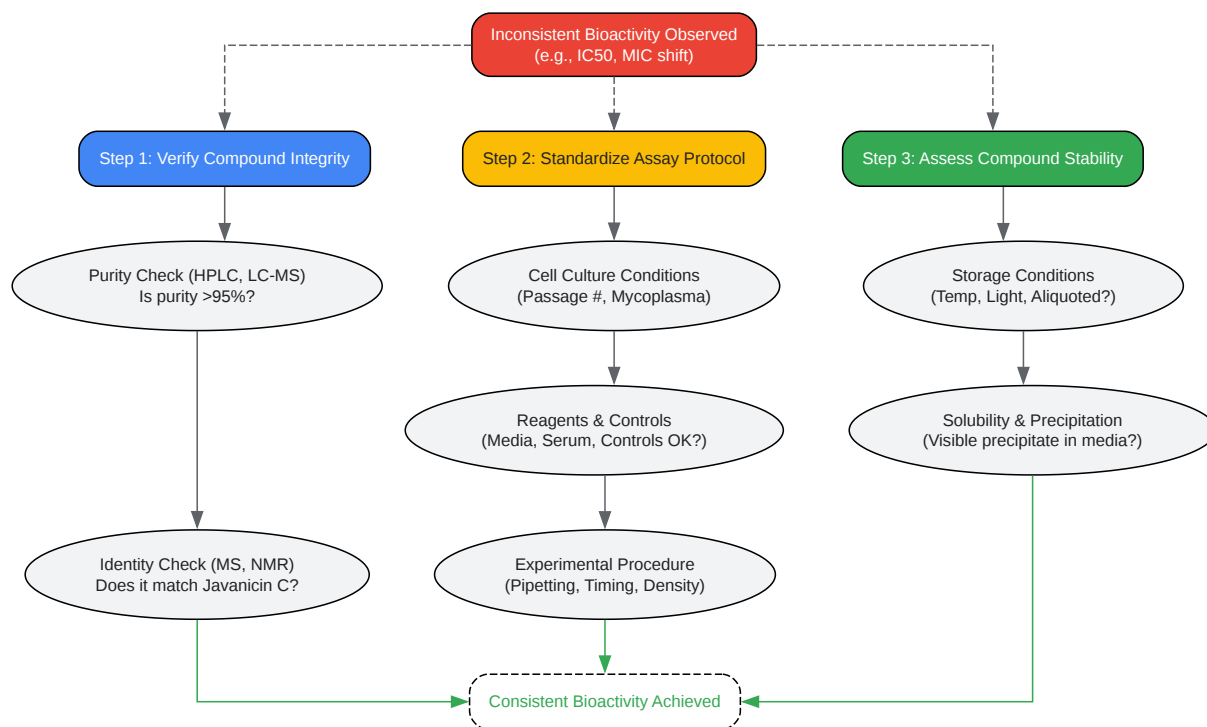 Inconsistent Bioactivity Observed
(e.g., IC50, MIC shift)
Step 1: Verify Compound Integrity
Step 2: Standardize Assay Protocol
Step 3: Assess Compound Stability
Purity Check (HPLC, LC-MS)
Is purity >95%?
Cell Culture Conditions
(Passage #, Mycoplasma)
Storage Conditions
(Temp, Light, Aliquoted?)
Reagents & Controls
(Media, Serum, Controls OK?)
Solubility & Precipitation
(Visible precipitate in media?)
Identity Check (MS, NMR)
Does it match Javanicin C?
Experimental Procedure
(Pipetting, Timing, Density)
Consistent Bioactivity Achieved